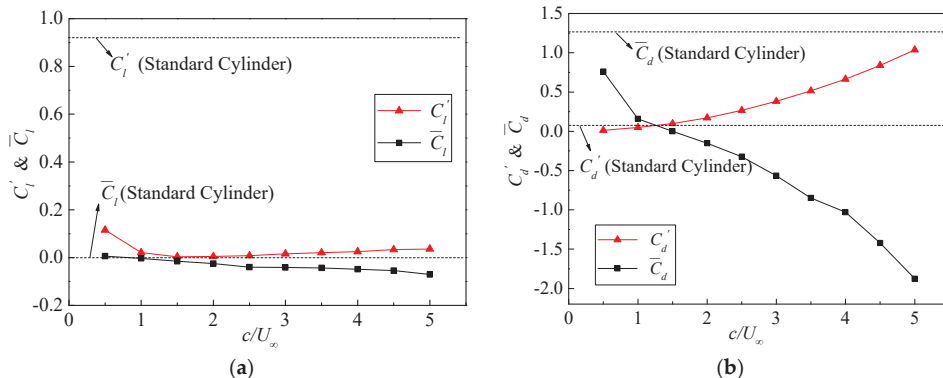 1.0
0.8
0.6
0.4
0.2
0.0
-0.2
C_l' & C̅_l
C_l' (Standard Cylinder)
C_l'
C̅_l
C̅_l (Standard Cylinder)
0 1 2 3 4 5
c/U_∞
(a)
1.5
1.0
0.5
0.0
-0.5
-1.0
-1.5
-2.0
C_d' & C̅_d
C̅_d (Standard Cylinder)
C_d' (Standard Cylinder)
C_d'
C̅_d
0 1 2 3 4 5
c/U_∞
(b)